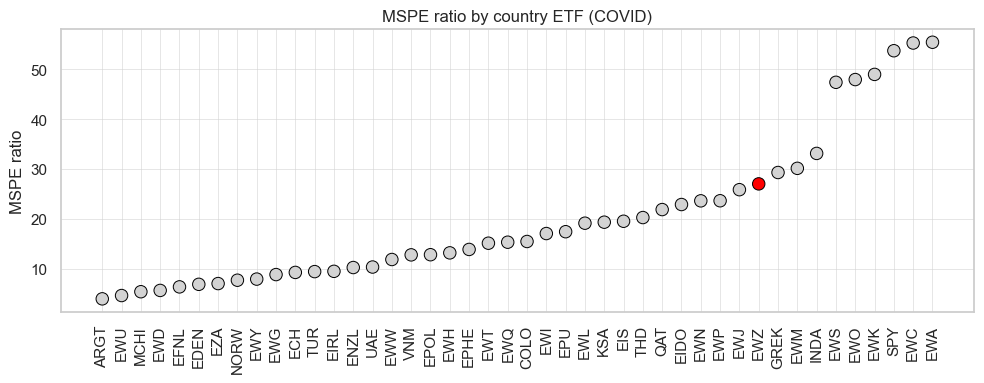 MSPE ratio by country ETF (COVID)
MSPE ratio
50
40
30
20
10
ARGT
EWU
MCHI
EWD
EFNL
EDEN
EZA
NORW
EWY
EWG
ECH
TUR
EIRL
ENZL
UAE
EWW
VNM
EPOL
EWH
EPHE
EWT
EWQ
COLO
EWI
EPU
EWL
KSA
EIS
THD
QAT
EIDO
EWN
EWP
EWJ
EWZ
GREK
EWM
INDA
EWS
EWO
EWK
SPY
EWC
EWA